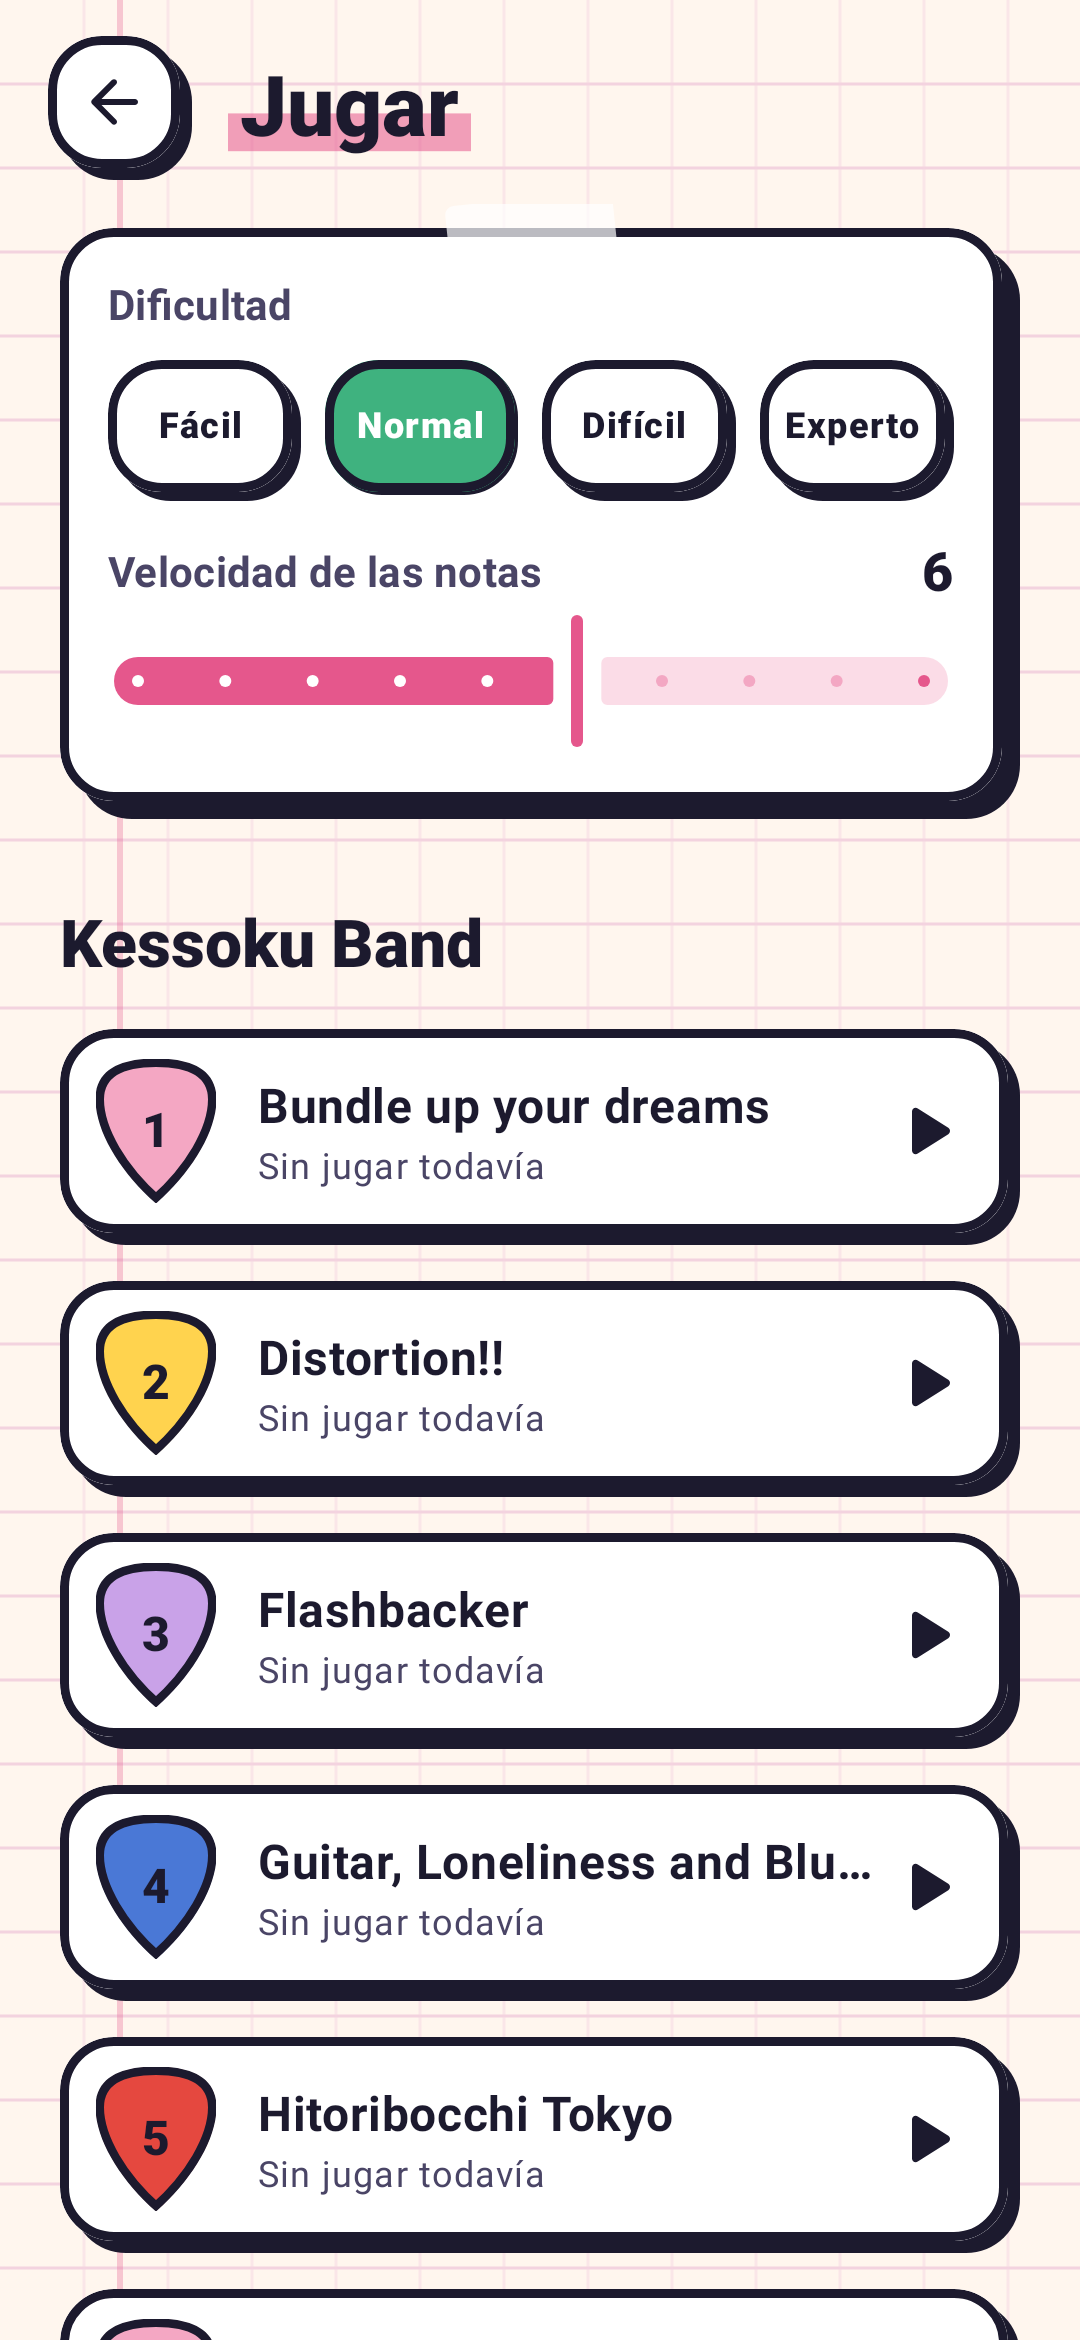 Jugar
Dificultad
Fácil Normal Difícil Experto
Velocidad de las notas 6
Kessoku Band
1 Bundle up your dreams
Sin jugar todavía
2 Distortion!!
Sin jugar todavía
3 Flashbacker
Sin jugar todavía
4 Guitar, Loneliness and Blu…
Sin jugar todavía
5 Hitoribocchi Tokyo
Sin jugar todavía